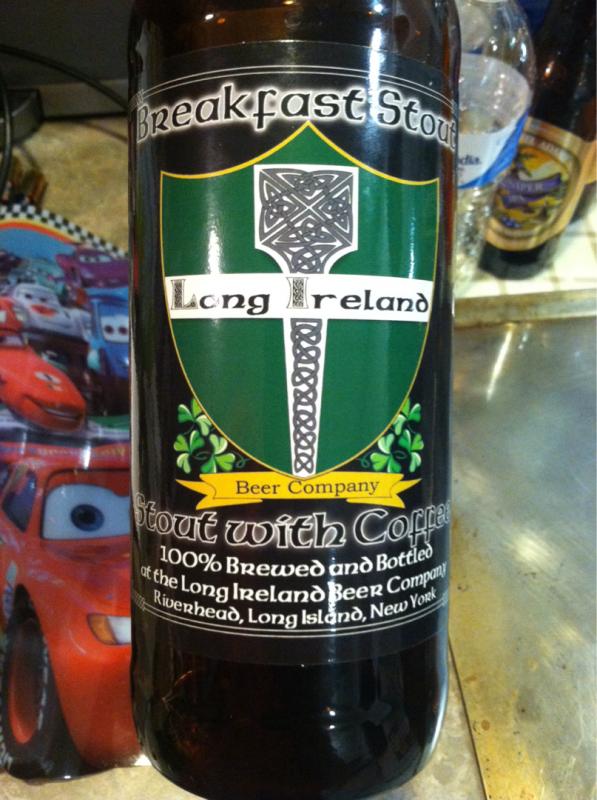 Breakfast Stout
Long Ireland
Beer Company
Stout with Coffee
100% Brewed and Bottled
at the Long Ireland Beer Company
Riverhead, Long Island, New York